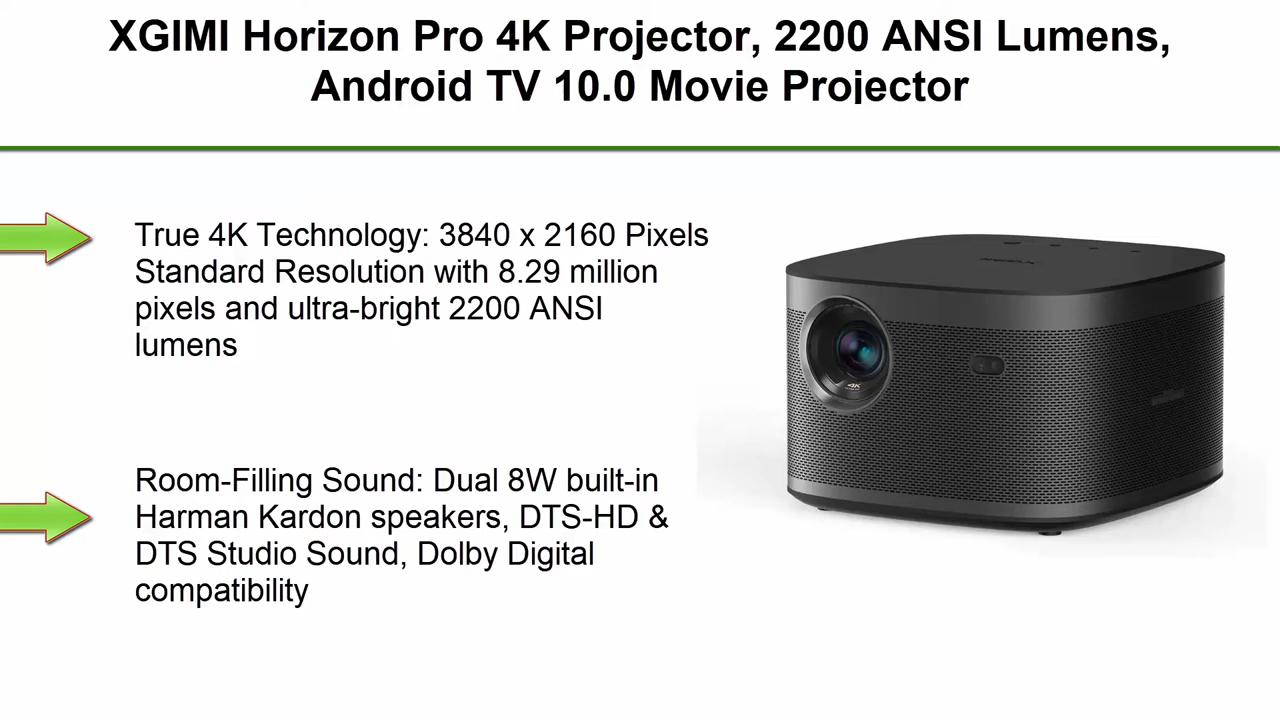 XGIMI Horizon Pro 4K Projector, 2200 ANSI Lumens,
Android TV 10.0 Movie Projector
True 4K Technology: 3840 x 2160 Pixels
Standard Resolution with 8.29 million
pixels and ultra-bright 2200 ANSI
lumens
4K
Room-Filling Sound: Dual 8W built-in
Harman Kardon speakers, DTS-HD &
DTS Studio Sound, Dolby Digital
compatibility